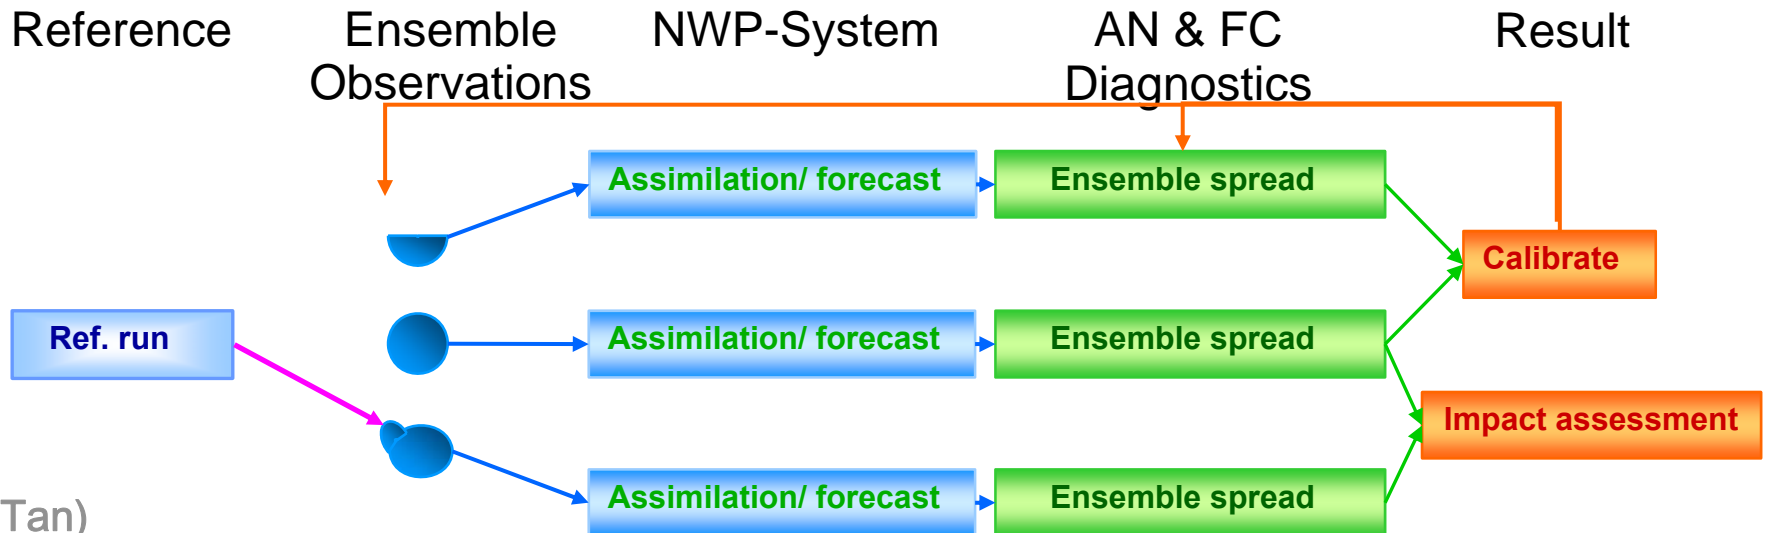 Reference
Ensemble
Observations
NWP-System
AN & FC
Diagnostics
Result
Assimilation/ forecast
Ensemble spread
Calibrate
Ref. run
Assimilation/ forecast
Ensemble spread
Impact assessment
Assimilation/ forecast
Ensemble spread
Tan)